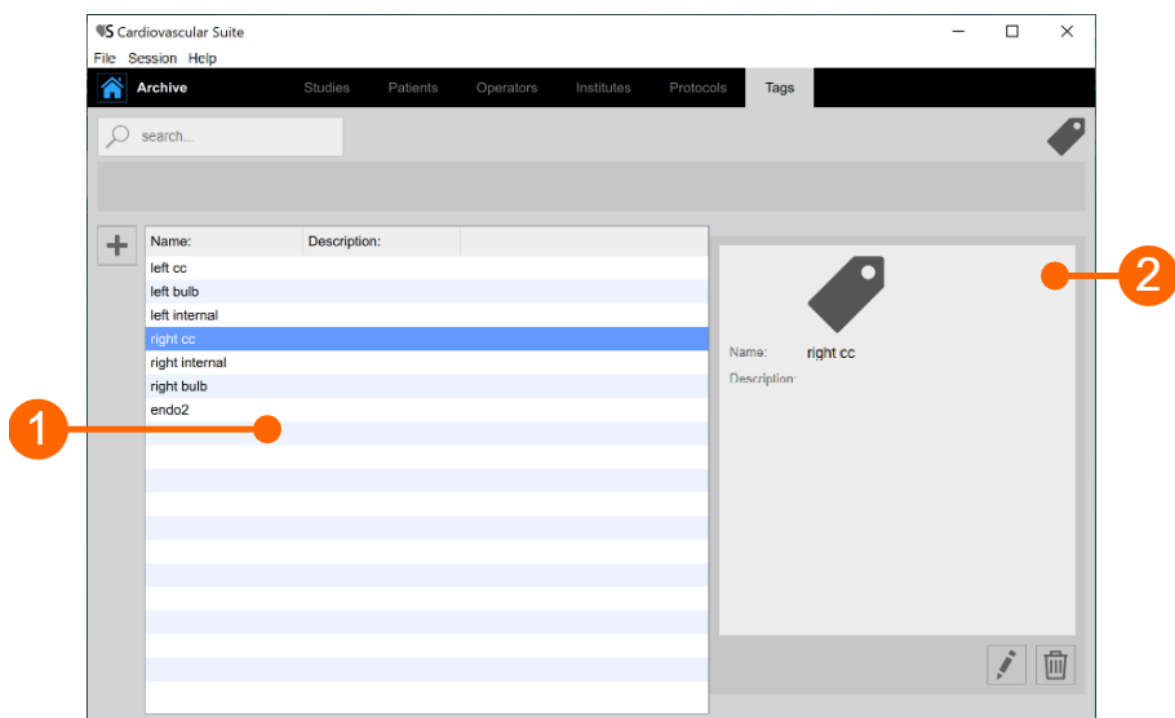 Cardiovascular Suite
File Session Help
Archive Studies Patients Operators Institutes Protocols Tags
search...
Name: Description:
left cc
left bulb
left internal
right cc
right internal
right bulb
endo2
1
2
Name: right cc
Description: